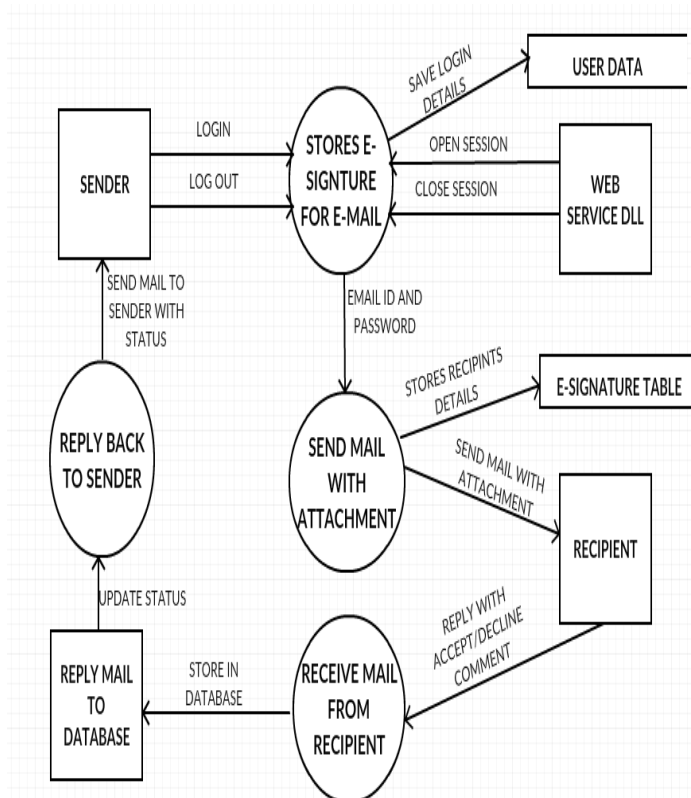 SAVE LOGIN
DETAILS
USER DATA
LOGIN
LOG OUT
SENDER
STORES E-
SIGNTURE
FOR E-MAIL
OPEN SESSION
CLOSE SESSION
WEB
SERVICE DLL
SEND MAIL TO
SENDER WITH
STATUS
EMAIL ID AND
PASSWORD
STORES RECIPINTS
DETAILS
E-SIGNATURE TABLE
REPLY BACK
TO SENDER
SEND MAIL
WITH
ATTACHMENT
SEND MAIL WITH
ATTACHMENT
RECIPIENT
UPDATE STATUS
REPLY WITH
ACCEPT/DECLINE
COMMENT
REPLY MAIL
TO
DATABASE
STORE IN
DATABASE
RECEIVE MAIL
FROM
RECIPIENT